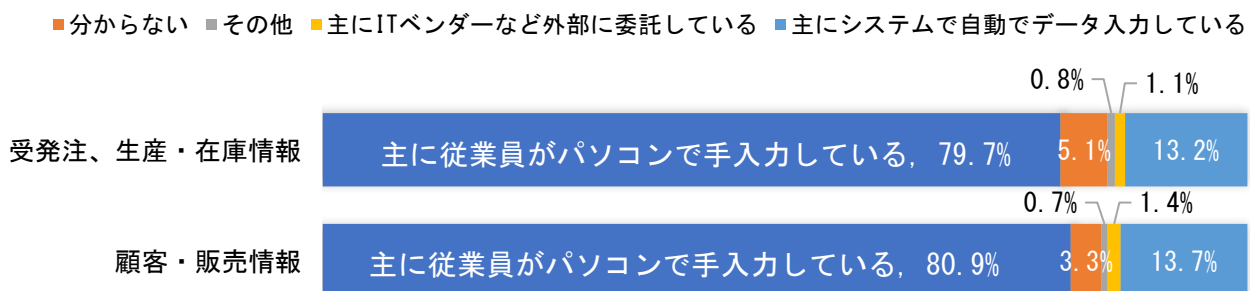 分からない その他 主にITベンダーなど外部に委託している 主にシステムで自動でデータ入力している
0.8% 1.1%
受発注、生産・在庫情報 主に従業員がパソコンで手入力している, 79.7% 5.1% 13.2%
0.7% 1.4%
顧客・販売情報 主に従業員がパソコンで手入力している, 80.9% 3.3% 13.7%